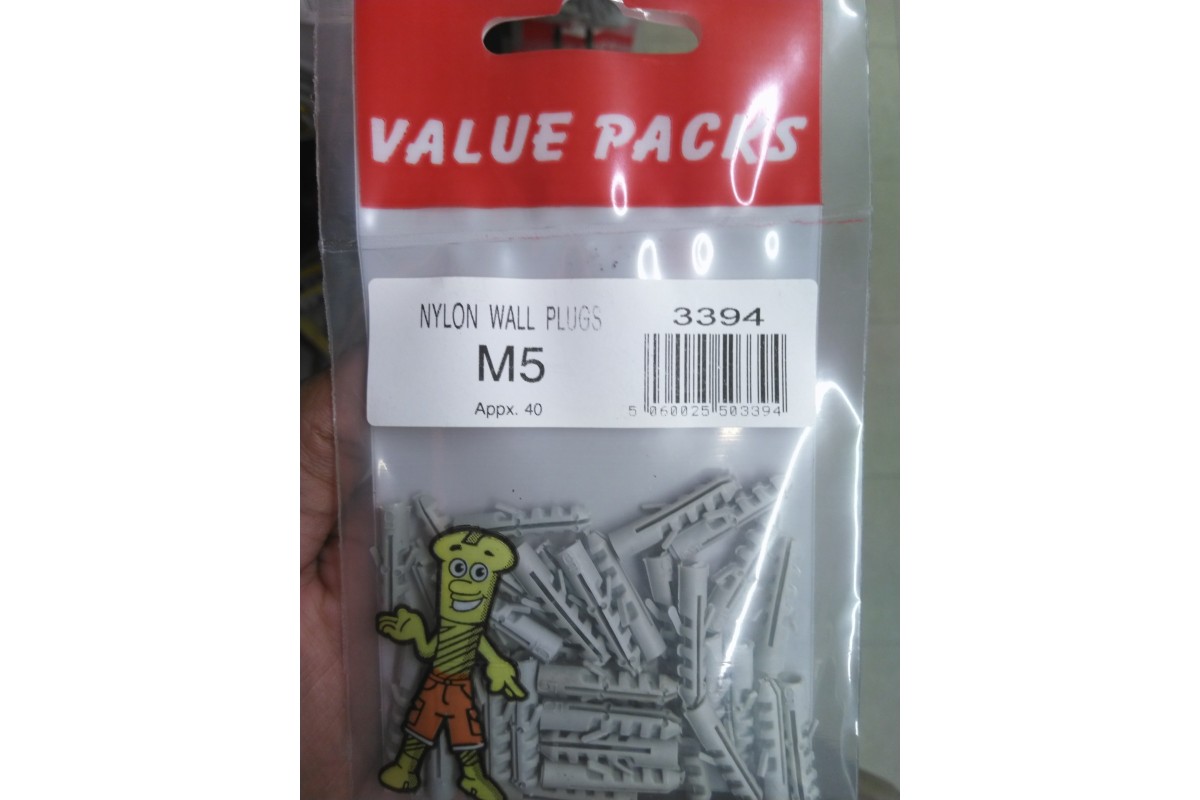 VALUE PACKS
NYLON WALL PLUGS
M5
Appx. 40
3394
5 060025 503394